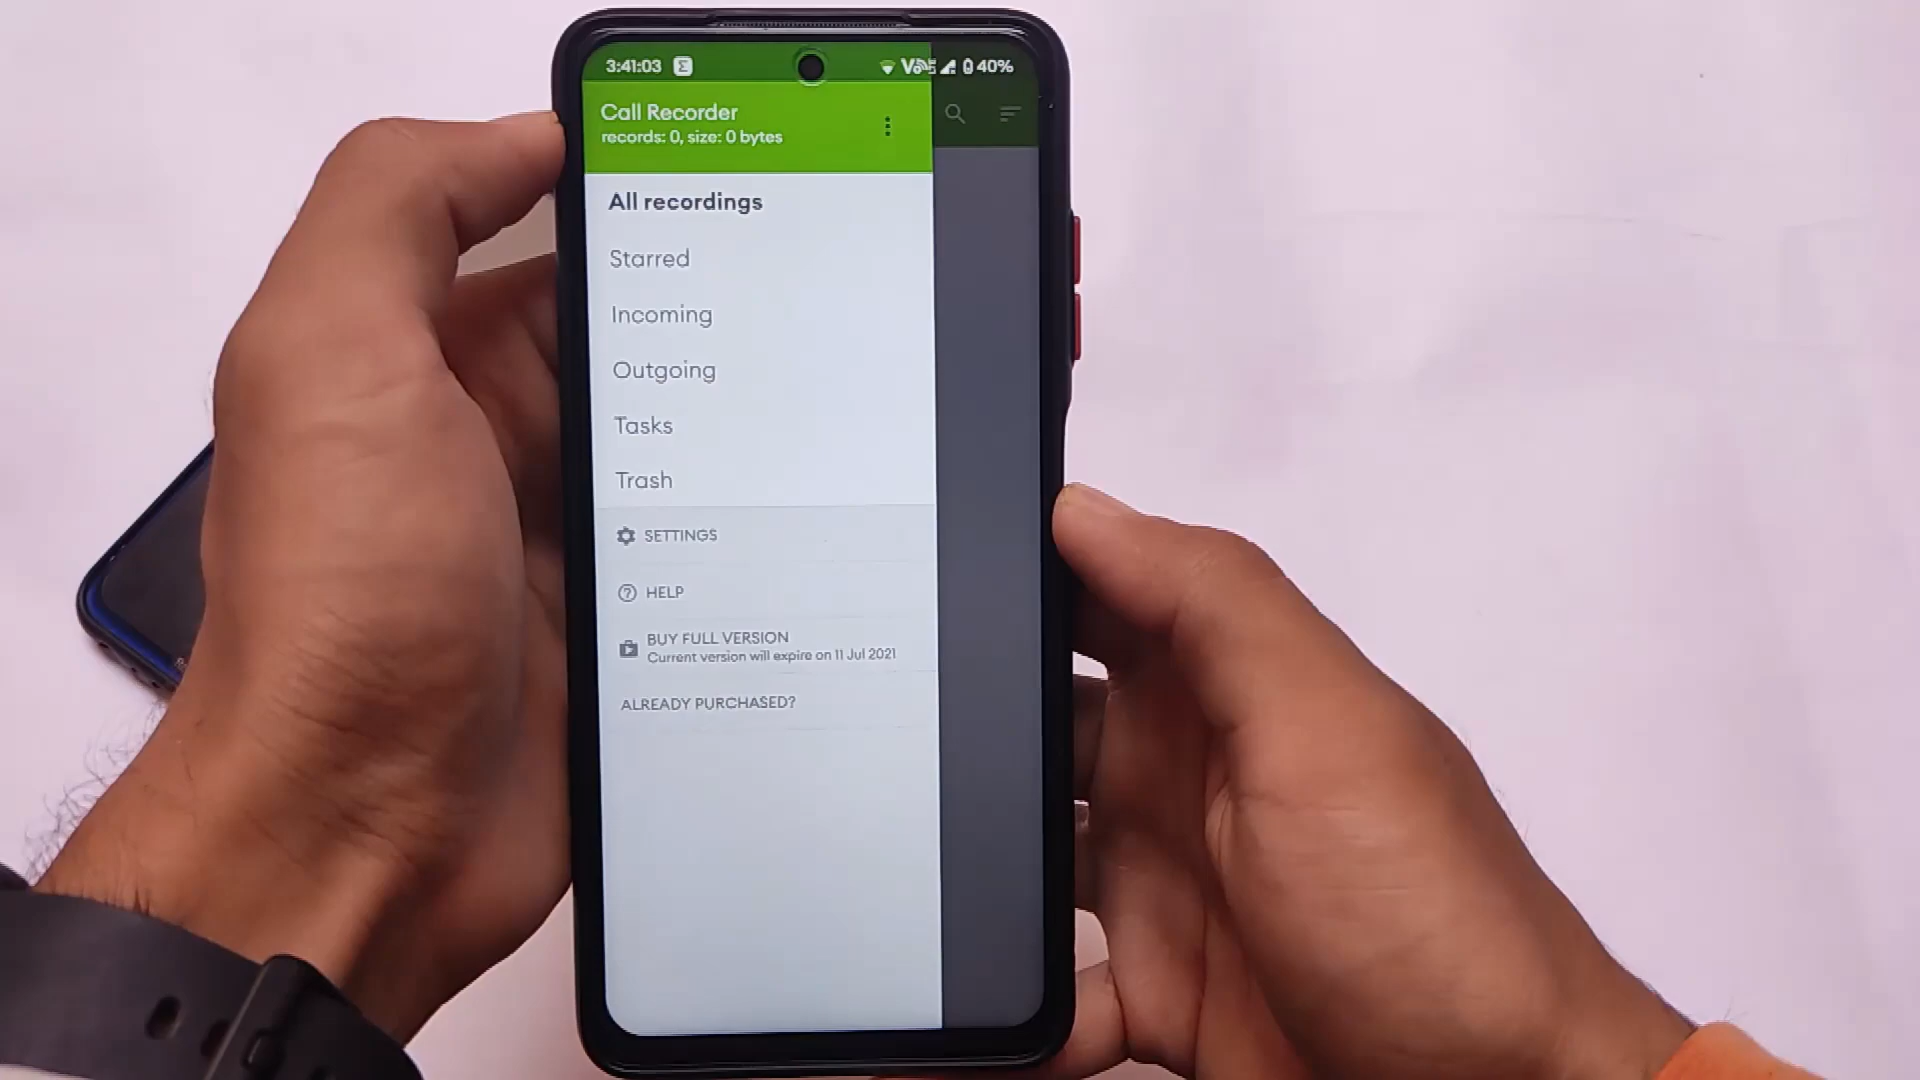 3:41:03 40%
Call Recorder
records: 0, size: 0 bytes
All recordings
Starred
Incoming
Outgoing
Tasks
Trash
SETTINGS
HELP
BUY FULL VERSION
Current version will expire on 11 Jul 2021
ALREADY PURCHASED?